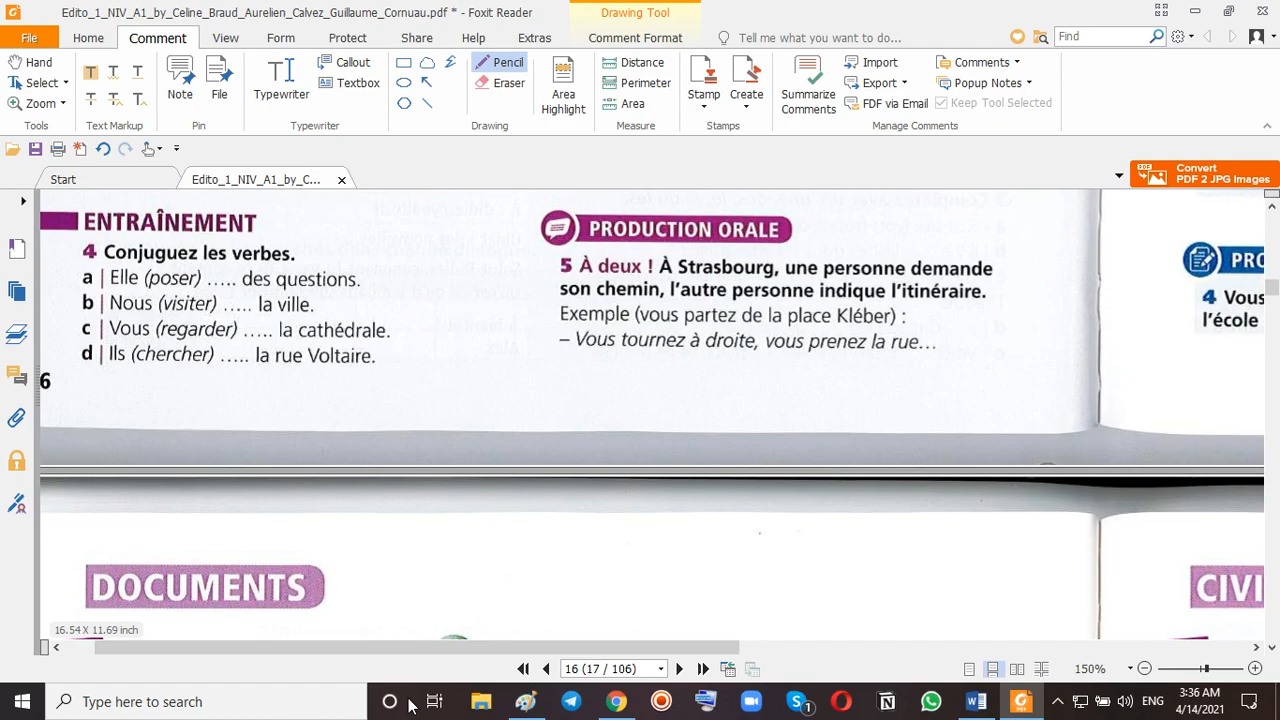 Edito_1_NIV_A1_by_Celine_Braud_Aurelien_Calvez_Guillaume_Cornuau.pdf * - Foxit Reader
Drawing Tool
File Home Comment View Form Protect Share Help Extras Comment Format Tell me what you want to do... Find
Hand
Select
Zoom
Tools
Text Markup
Note
File
Pin
Typewriter
Callout
Textbox
Typewriter
Pencil
Eraser
Area Highlight
Drawing
Distance
Perimeter
Area
Measure
Stamp
Create
Stamps
Summarize Comments
Import
Export
FDF via Email
Comments
Popup Notes
Keep Tool Selected
Manage Comments
Start
Edito_1_NIV_A1_by_C...
Convert
PDF 2 JPG Images
ENTRAÎNEMENT
4 Conjuguez les verbes.
a | Elle (poser) ..... des questions.
b | Nous (visiter) ..... la ville.
c | Vous (regarder) ..... la cathédrale.
d | Ils (chercher) ..... la rue Voltaire.
6
PRODUCTION ORALE
5 À deux ! À Strasbourg, une personne demande
son chemin, l'autre personne indique l'itinéraire.
Exemple (vous partez de la place Kléber) :
– Vous tournez à droite, vous prenez la rue…
PRO
4 Vous
l'école
DOCUMENTS
CIVI
16.54 X 11.69 inch
16 (17 / 106)
150%
Type here to search
ENG
3:36 AM
4/14/2021